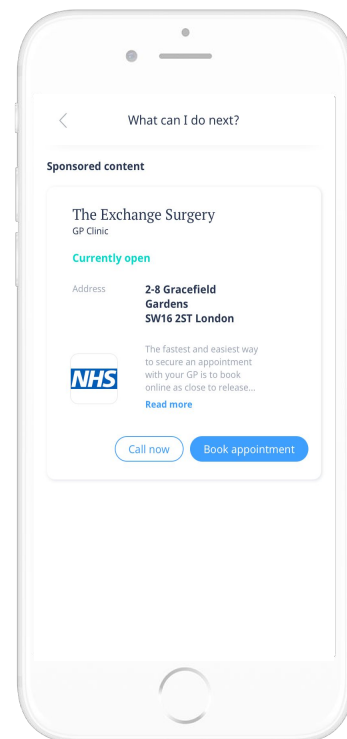 What can I do next?
Sponsored content
The Exchange Surgery
GP Clinic
Currently open
Address
2-8 Gracefield
Gardens
SW16 2ST London
The fastest and easiest way
to secure an appointment
with your GP is to book
online as close to release...
NHS
Read more
Call now
Book appointment